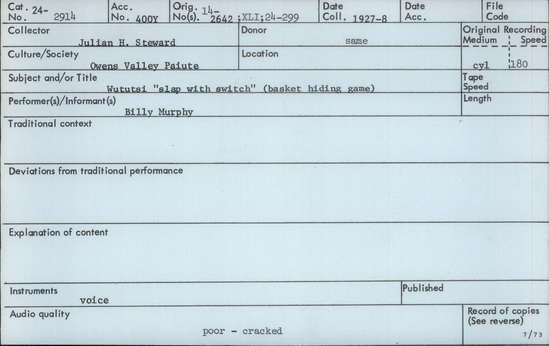 Cat. 24- No. 2914
Acc. No. 400Y
Orig. 14- No(s). 2642 ;XLI;24-299
Date Coll. 1927-8
Date Acc.
File Code
Collector Julian H. Steward
Donor same
Original Recording Medium Speed
Culture/Society Owens Valley Paiute
Location
cyl 180
Subject and/or Title Wututsi "slap with switch" (basket hiding game)
Tape Speed
Performer(s)/Informant(s) Billy Murphy
Length
Traditional context
Deviations from traditional performance
Explanation of content
Instruments voice
Published
Audio quality poor - cracked
Record of copies (See reverse)
7/73